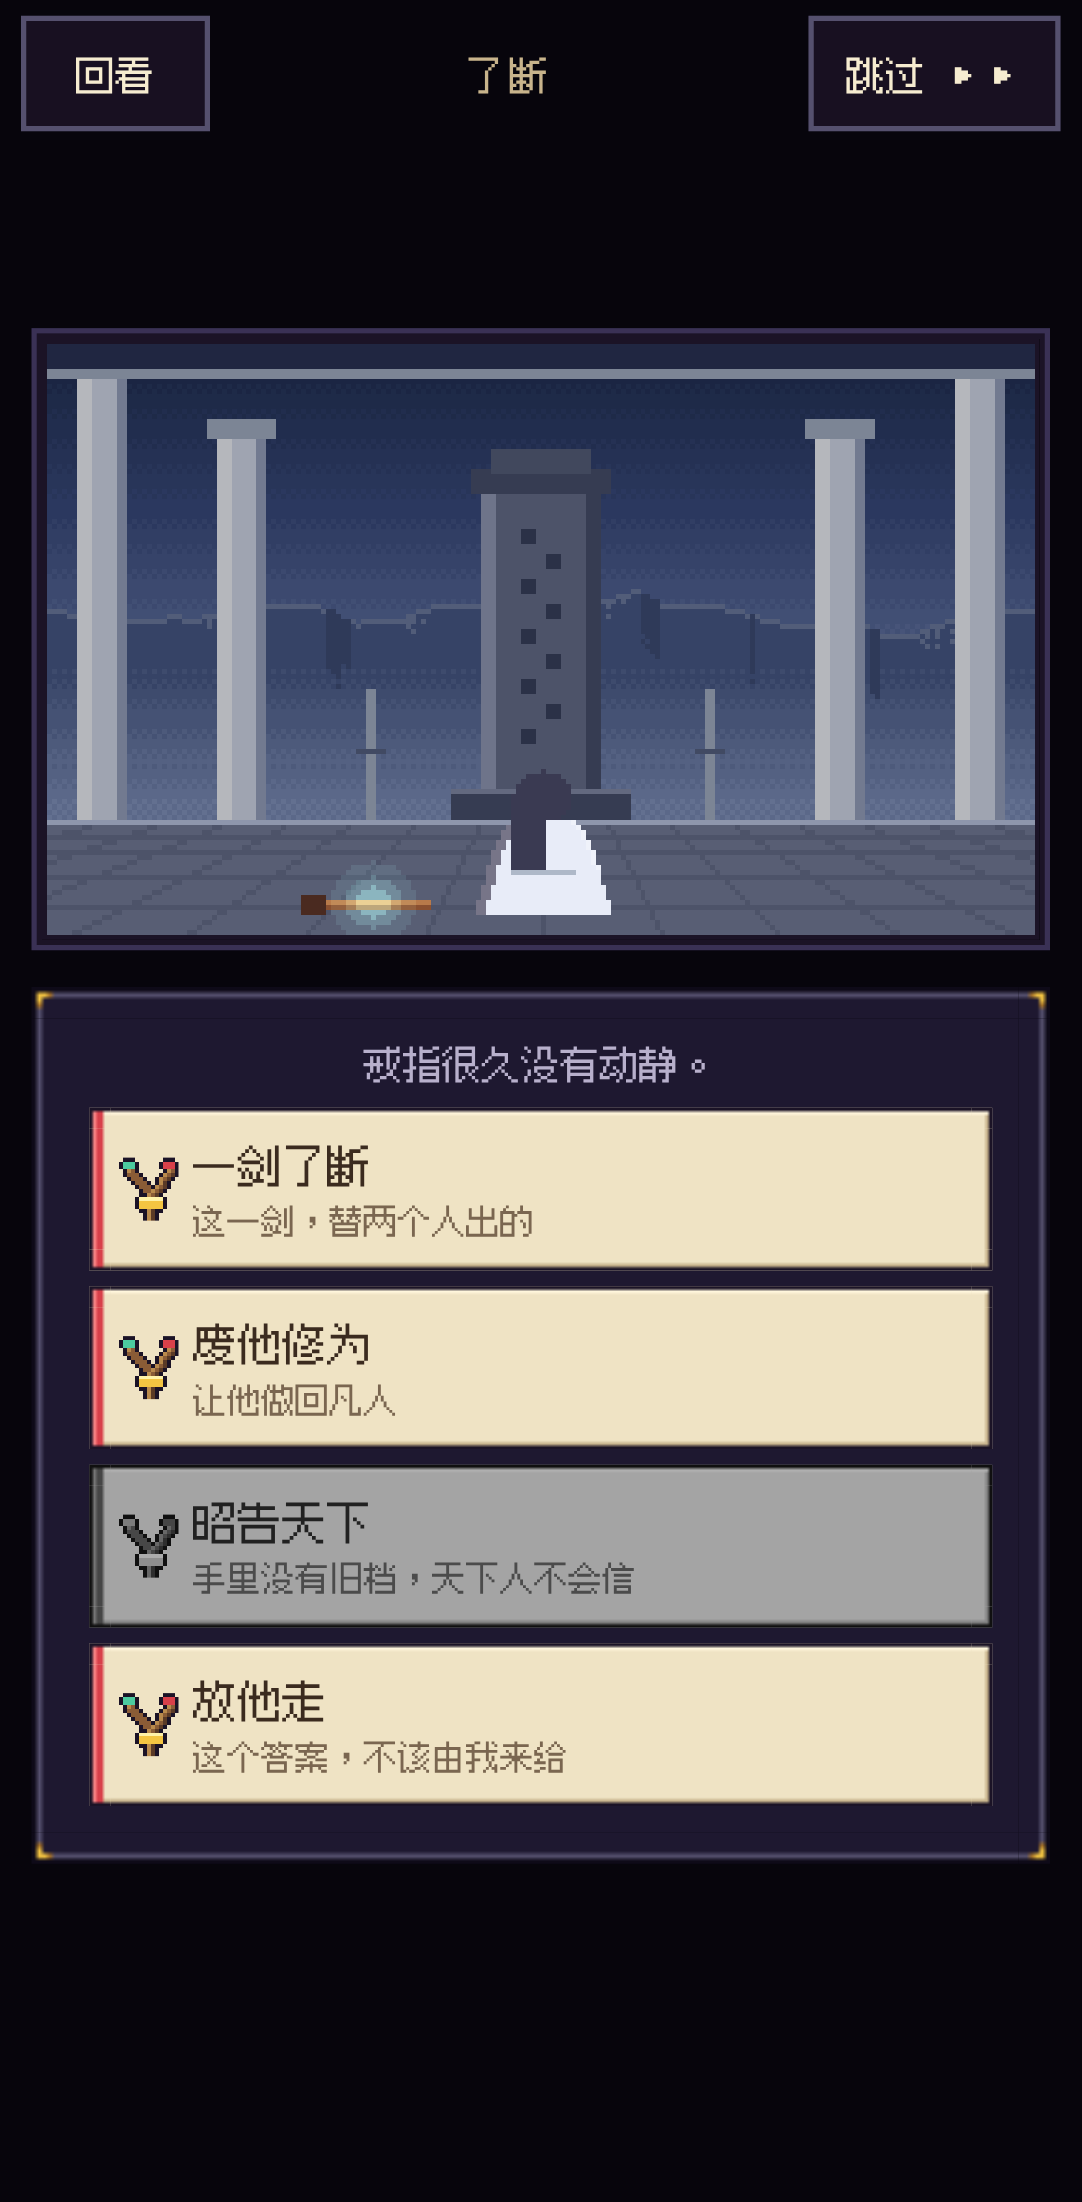 回看
了断
跳过
戒指很久没有动静。
一剑了断
这一剑，替两个人出的
废他修为
让他做回凡人
昭告天下
手里没有旧档，天下人不会信
放他走
这个答案，不该由我来给